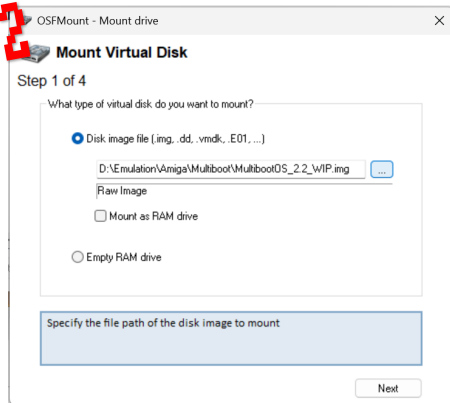 2
OSFMount - Mount drive
Mount Virtual Disk
Step 1 of 4
What type of virtual disk do you want to mount?
Disk image file (.img, .dd, .vmdk, .E01, ...)
D:\Emulation\Amiga\Multiboot\MultibootOS_2.2_WIP.img
...
Raw Image
Mount as RAM drive
Empty RAM drive
Specify the file path of the disk image to mount
Next